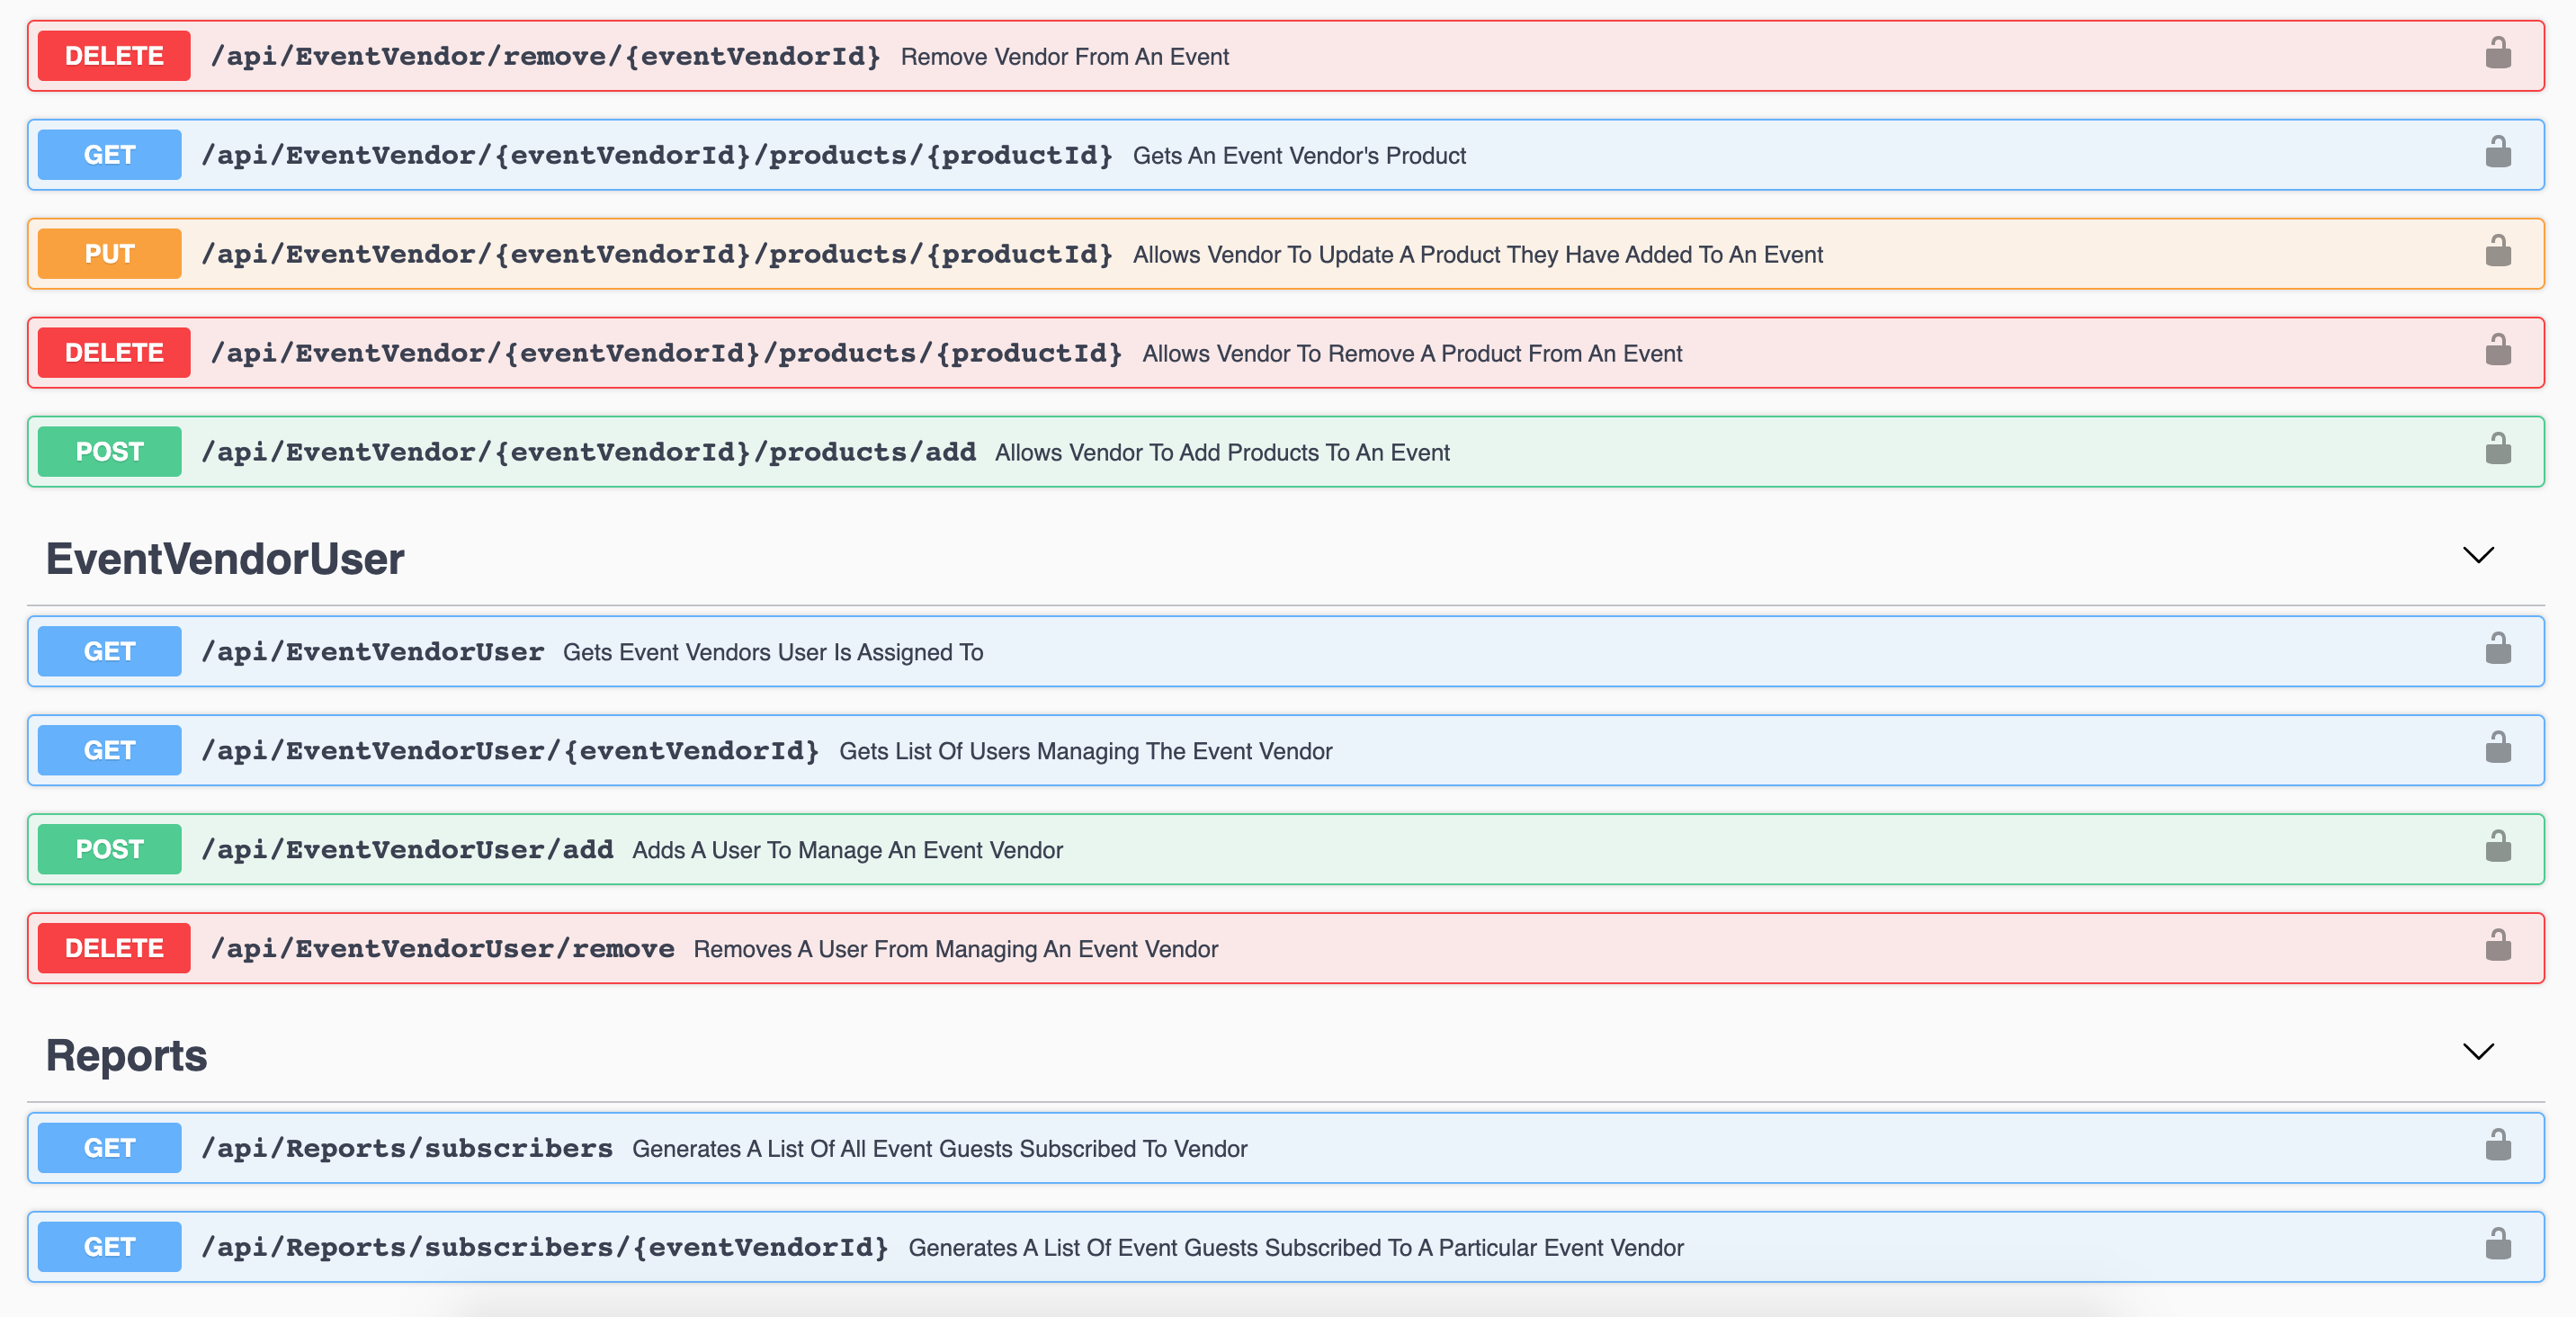 DELETE /api/EventVendor/remove/{eventVendorId} Remove Vendor From An Event
GET /api/EventVendor/{eventVendorId}/products/{productId} Gets An Event Vendor's Product
PUT /api/EventVendor/{eventVendorId}/products/{productId} Allows Vendor To Update A Product They Have Added To An Event
DELETE /api/EventVendor/{eventVendorId}/products/{productId} Allows Vendor To Remove A Product From An Event
POST /api/EventVendor/{eventVendorId}/products/add Allows Vendor To Add Products To An Event
EventVendorUser
GET /api/EventVendorUser Gets Event Vendors User Is Assigned To
GET /api/EventVendorUser/{eventVendorId} Gets List Of Users Managing The Event Vendor
POST /api/EventVendorUser/add Adds A User To Manage An Event Vendor
DELETE /api/EventVendorUser/remove Removes A User From Managing An Event Vendor
Reports
GET /api/Reports/subscribers Generates A List Of All Event Guests Subscribed To Vendor
GET /api/Reports/subscribers/{eventVendorId} Generates A List Of Event Guests Subscribed To A Particular Event Vendor